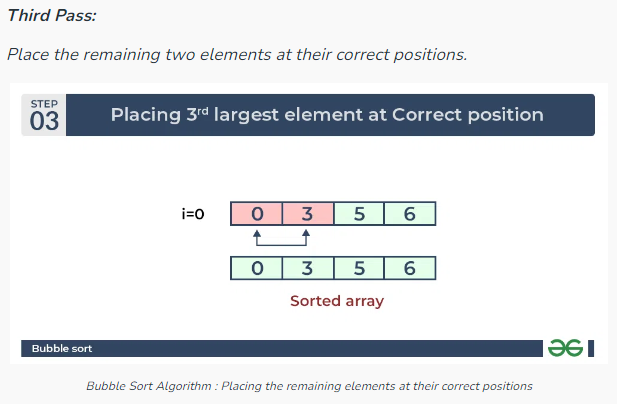 Third Pass:
Place the remaining two elements at their correct positions.
STEP
03
Placing 3rd largest element at Correct position
i=0
0 3 5 6
0 3 5 6
Sorted array
Bubble sort
Bubble Sort Algorithm : Placing the remaining elements at their correct positions